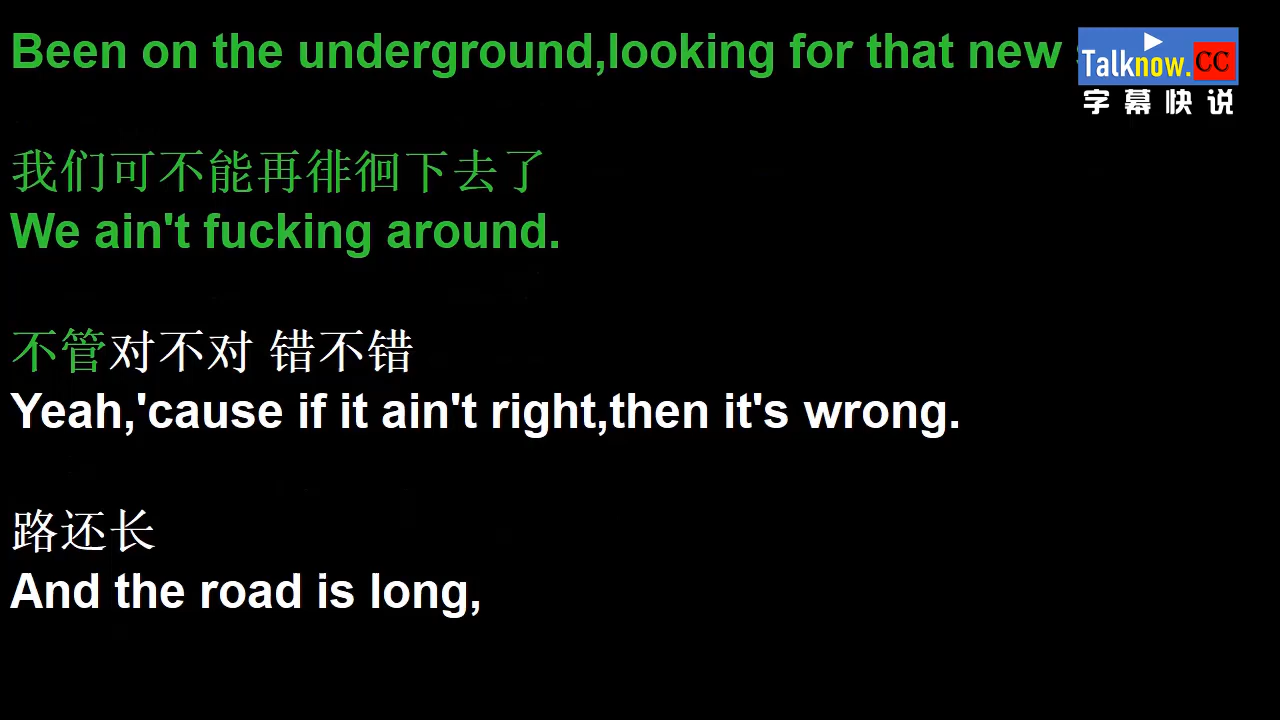 Been on the underground,looking for that new
Talknow.CC
字幕快说
我们可不能再徘徊下去了
We ain't fucking around.
不管对不对 错不错
Yeah,'cause if it ain't right,then it's wrong.
路还长
And the road is long,